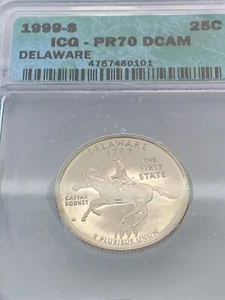 1999-S 25C
ICG - PR70 DCAM
DELAWARE
4757480101
DELAWARE
1787
THE
FIRST
STATE
CAESAR
RODNEY
1999
E PLURIBUS UNUM